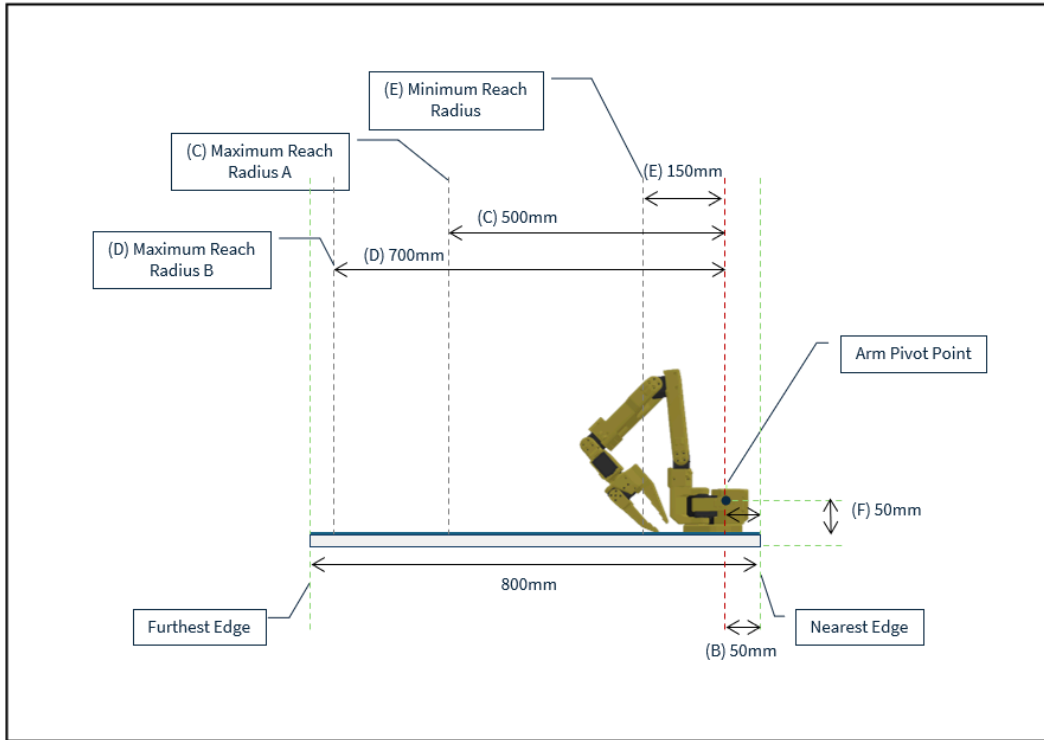 (E) Minimum Reach
Radius
(C) Maximum Reach
Radius A
(E) 150mm
(C) 500mm
(D) Maximum Reach
Radius B
(D) 700mm
Arm Pivot Point
(F) 50mm
800mm
Furthest Edge
Nearest Edge
(B) 50mm